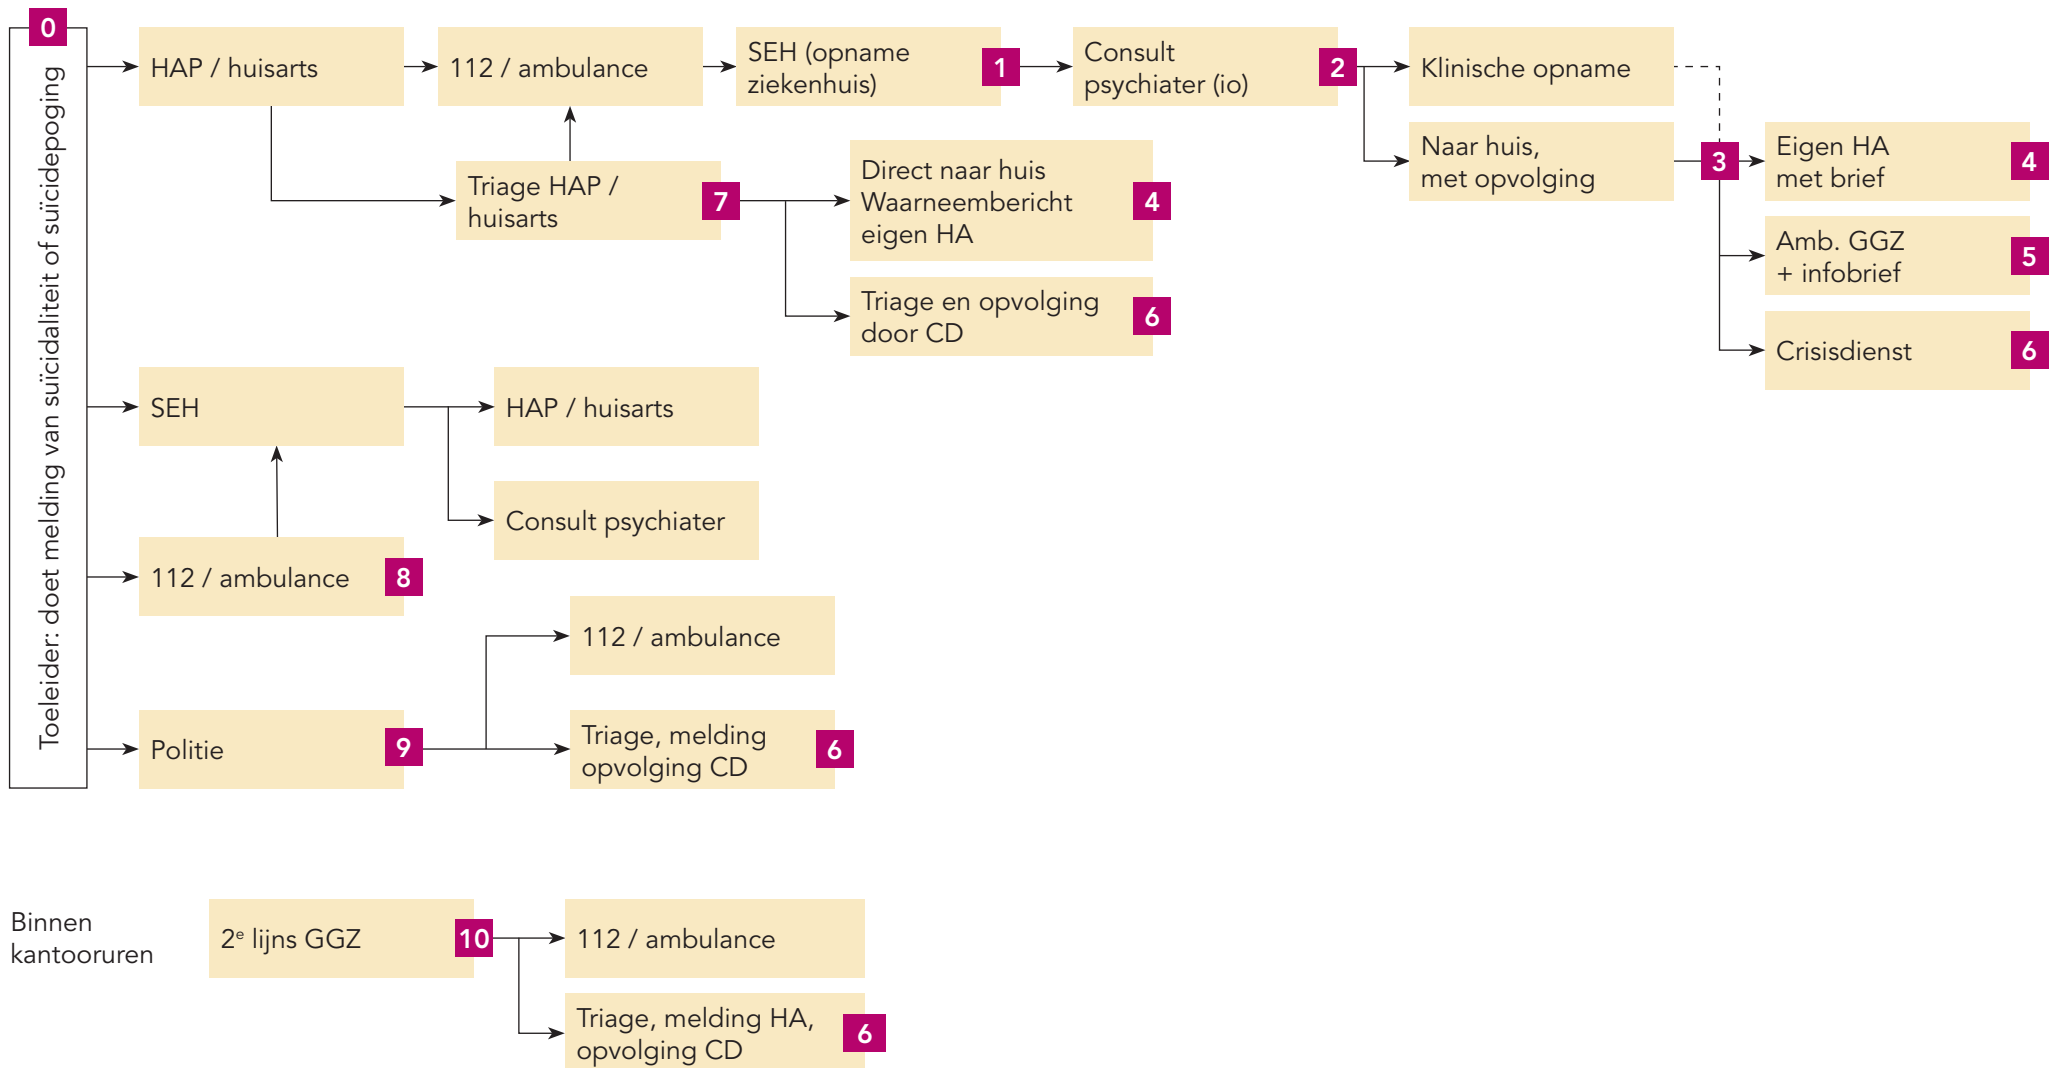 0
Toeleider: doet melding van suïcidaliteit of suïcidepoging
HAP / huisarts
112 / ambulance
SEH (opname
ziekenhuis)
1
Consult
psychiater (io)
2
Klinische opname
Naar huis,
met opvolging
3
Eigen HA
met brief
4
Amb. GGZ
+ infobrief
5
Crisisdienst
6
Triage HAP /
huisarts
7
Direct naar huis
Waarneembericht
eigen HA
4
Triage en opvolging
door CD
6
SEH
HAP / huisarts
Consult psychiater
112 / ambulance
8
Politie
9
112 / ambulance
Triage, melding
opvolging CD
6
Binnen
kantooruren
2e lijns GGZ
10
112 / ambulance
Triage, melding HA,
opvolging CD
6